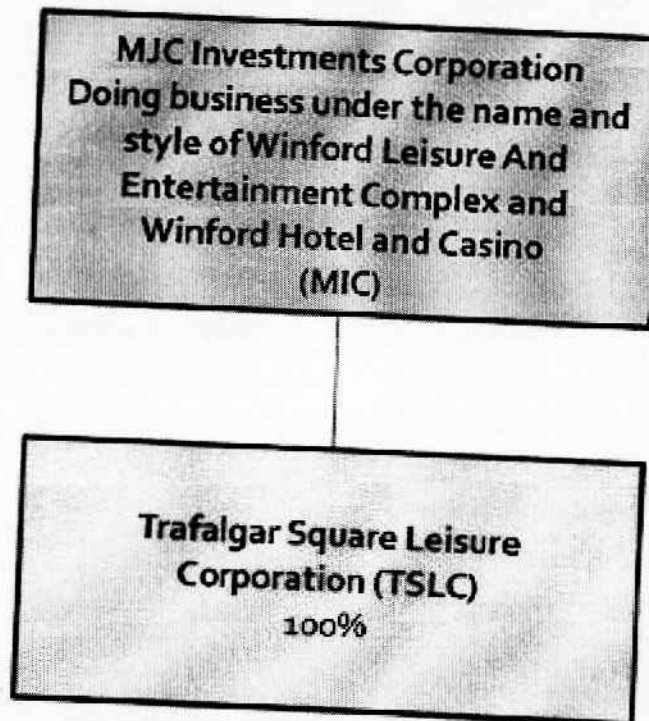 MJC Investments Corporation
Doing business under the name and
style of Winford Leisure And
Entertainment Complex and
Winford Hotel and Casino
(MIC)
Trafalgar Square Leisure
Corporation (TSLC)
100%